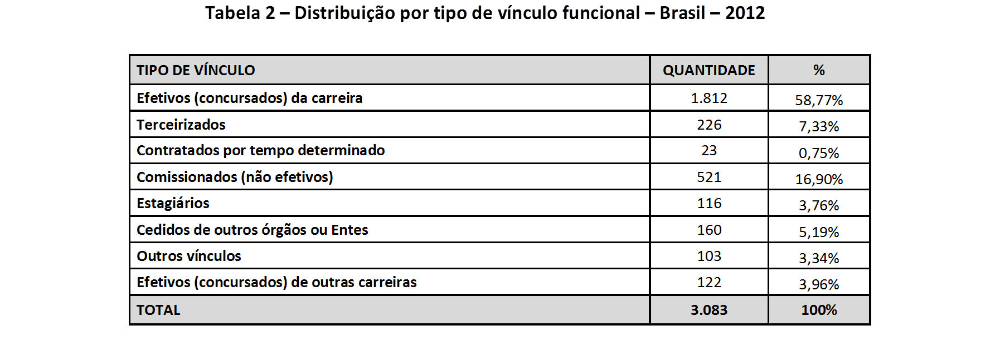 Tabela 2 – Distribuição por tipo de vínculo funcional – Brasil – 2012
TIPO DE VÍNCULO QUANTIDADE %
Efetivos (concursados) da carreira 1.812 58,77%
Terceirizados 226 7,33%
Contratados por tempo determinado 23 0,75%
Comissionados (não efetivos) 521 16,90%
Estagiários 116 3,76%
Cedidos de outros órgãos ou Entes 160 5,19%
Outros vínculos 103 3,34%
Efetivos (concursados) de outras carreiras 122 3,96%
TOTAL 3.083 100%